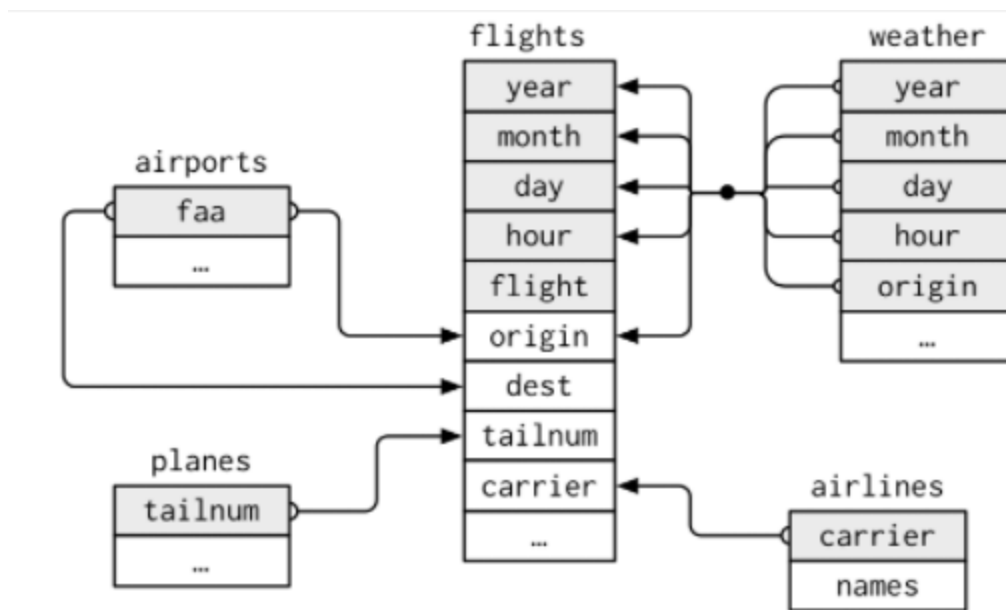 flights
year
month
day
hour
flight
origin
dest
tailnum
carrier
…
weather
year
month
day
hour
origin
…
airports
faa
…
planes
tailnum
…
airlines
carrier
names